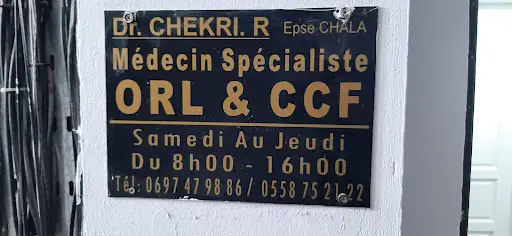 Dr. CHEKRI. R Epse CHALA
Médecin Spécialiste
ORL & CCF
Samedi Au Jeudi
Du 8h00 - 16h00
Tél: 0697 47 98 86 / 0558 75 21 22